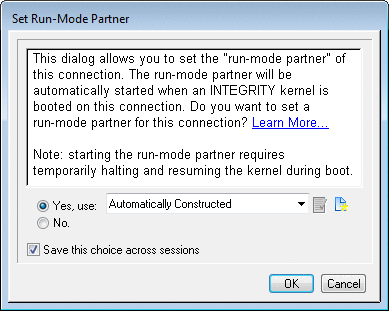 Set Run-Mode Partner
This dialog allows you to set the "run-mode partner" of
this connection. The run-mode partner will be
automatically started when an INTEGRITY kernel is
booted on this connection. Do you want to set a
run-mode partner for this connection? Learn More...
Note: starting the run-mode partner requires
temporarily halting and resuming the kernel during boot.
Yes, use: Automatically Constructed
No.
Save this choice across sessions
OK Cancel